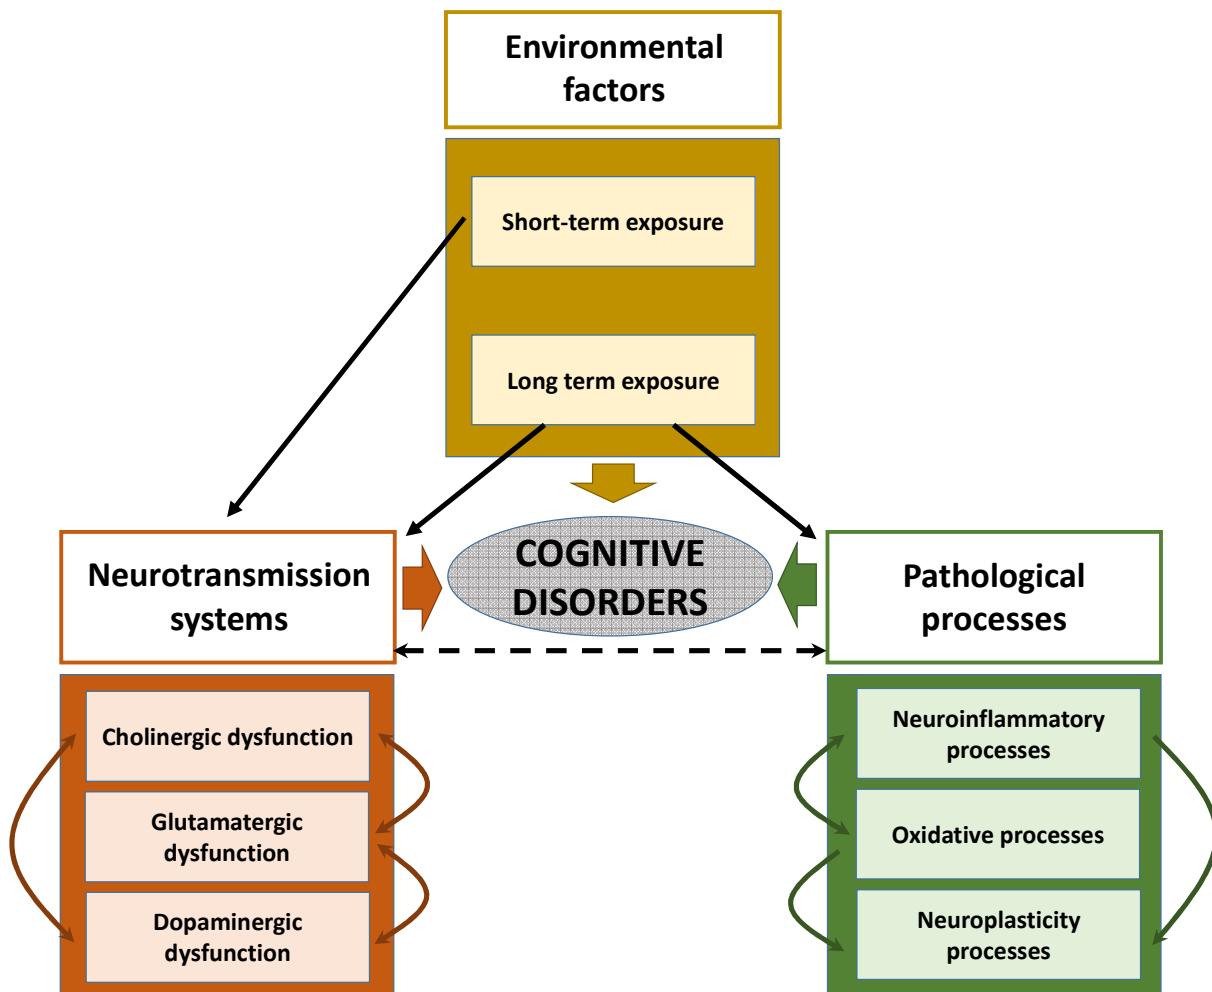 Environmental
factors
Short-term exposure
Long term exposure
COGNITIVE
DISORDERS
Neurotransmission
systems
Cholinergic dysfunction
Glutamatergic
dysfunction
Dopaminergic
dysfunction
Pathological
processes
Neuroinflammatory
processes
Oxidative processes
Neuroplasticity
processes